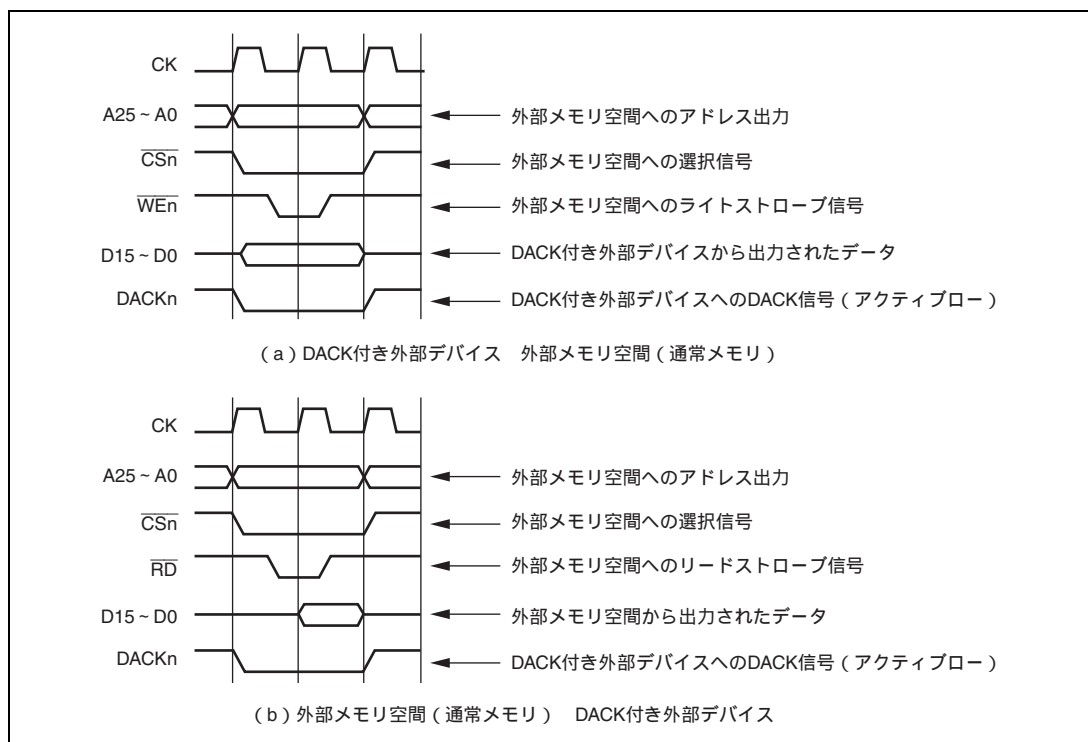 CK
A25~A0 外部メモリ空間へのアドレス出力
CSn 外部メモリ空間への選択信号
WEn 外部メモリ空間へのライトストローブ信号
D15~D0 DACK付き外部デバイスから出力されたデータ
DACKn DACK付き外部デバイスへのDACK信号(アクティブロー)
(a)DACK付き外部デバイス 外部メモリ空間(通常メモリ)
CK
A25~A0 外部メモリ空間へのアドレス出力
CSn 外部メモリ空間への選択信号
RD 外部メモリ空間へのリードストローブ信号
D15~D0 外部メモリ空間から出力されたデータ
DACKn DACK付き外部デバイスへのDACK信号(アクティブロー)
(b)外部メモリ空間(通常メモリ) DACK付き外部デバイス